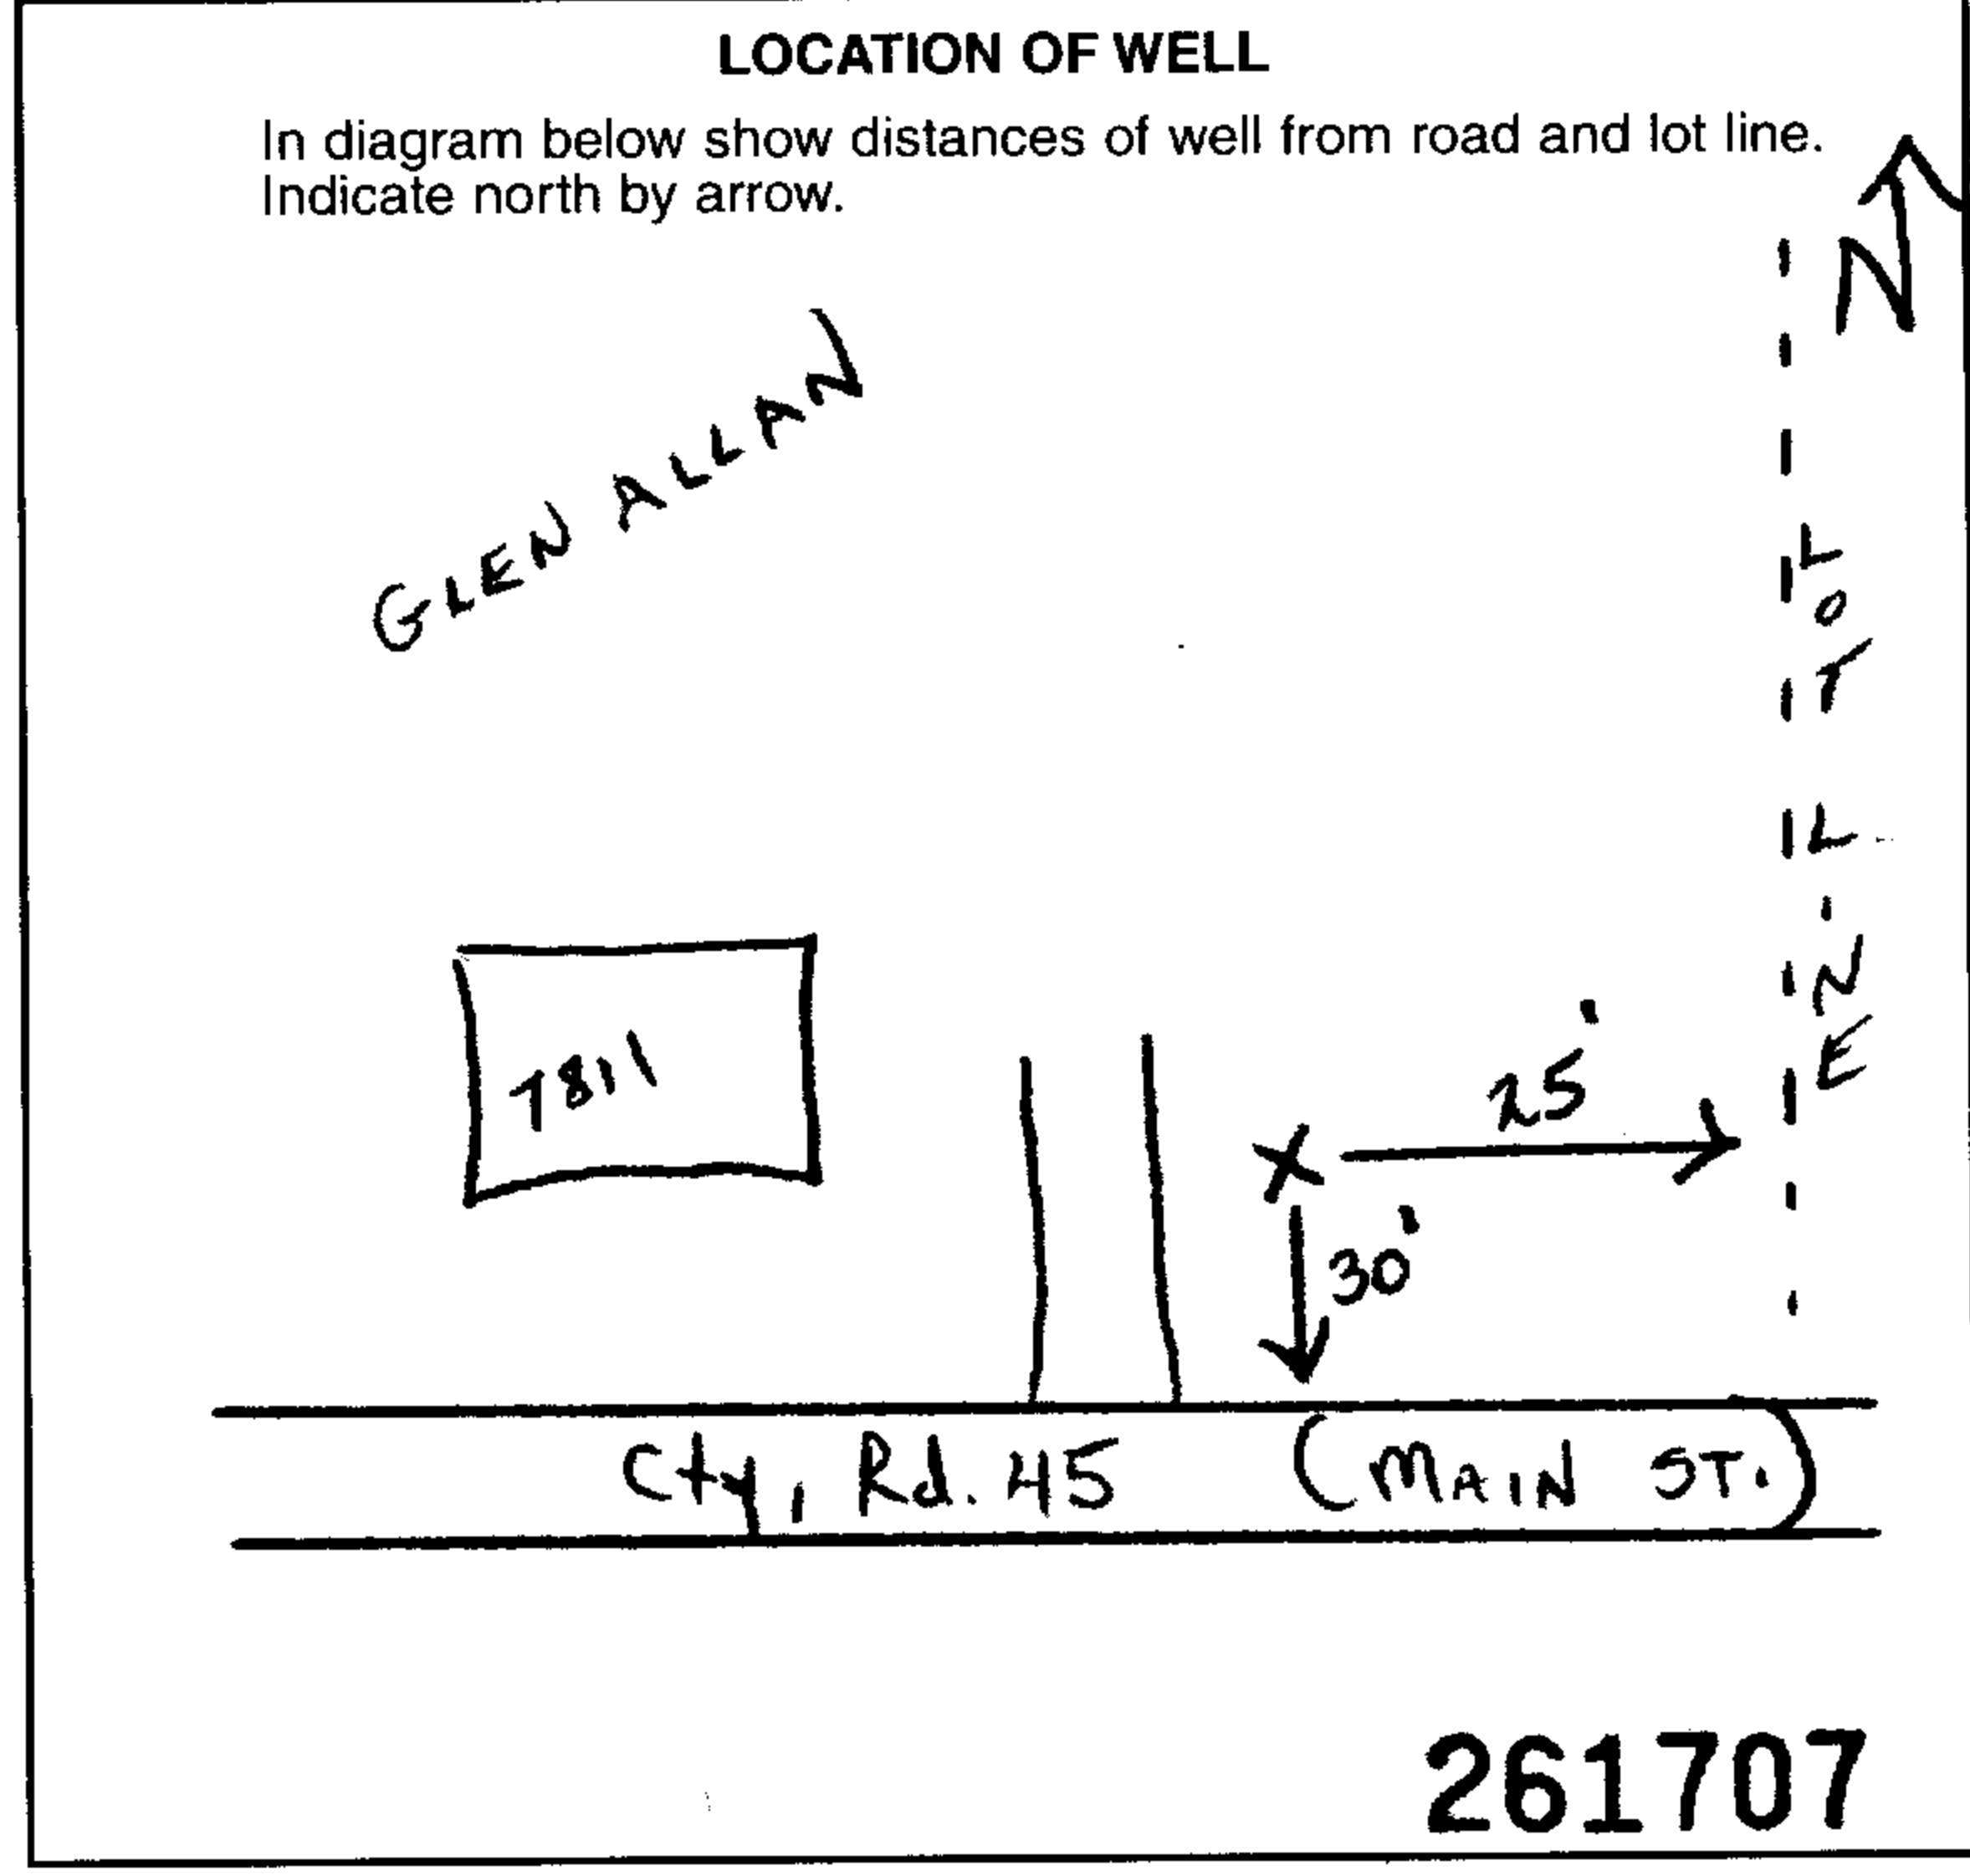 LOCATION OF WELL
In diagram below show distances of well from road and lot line.
Indicate north by arrow.
N
GLEN ALLAN
LOT LINE
7811
25'
30'
Cty, Rd. 45 (MAIN ST.)
261707